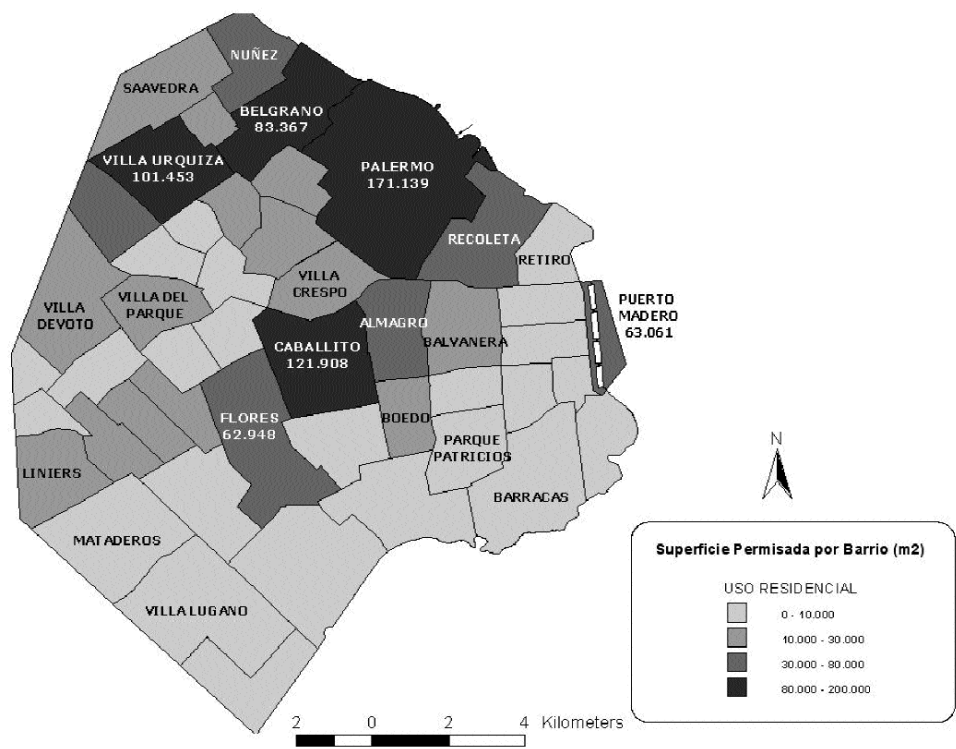 NUÑEZ
SAAVEDRA
BELGRANO
83.367
VILLA URQUIZA
101.453
PALERMO
171.139
RECOLETA
RETIRO
VILLA
CRESPO
VILLA DEL
PARQUE
VILLA
DEVOTO
PUERTO
MADERO
63.061
ALMAGRO
BALVANERA
CABALLITO
121.908
FLORES
62.948
BOEDO
PARQUE
PATRICIOS
LINIERS
BARRACAS
MATADEROS
VILLA LUGANO
N
Superficie Permisada por Barrio (m2)
USO RESIDENCIAL
0 - 10.000
10.000 - 30.000
30.000 - 80.000
80.000 - 200.000
2 0 2 4 Kilometers